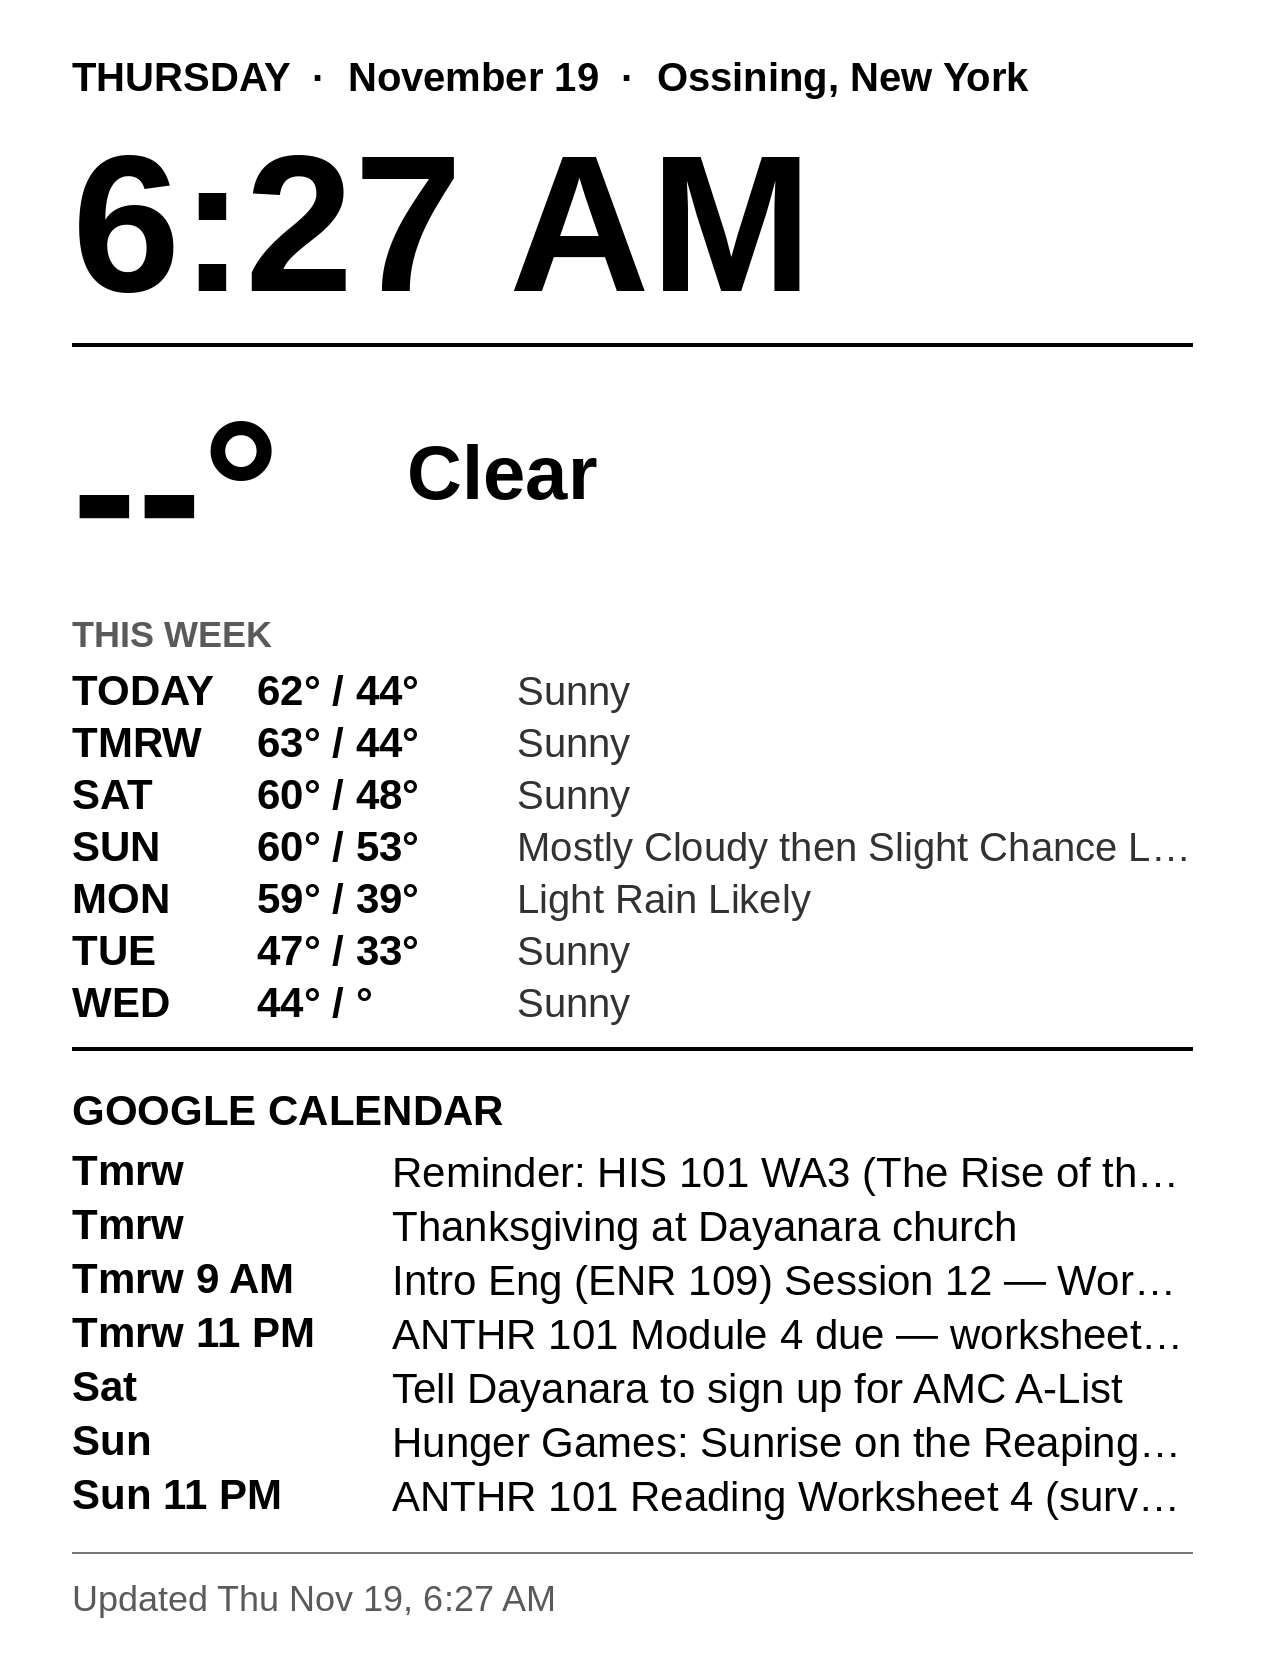 THURSDAY · November 19 · Ossining, New York
6:27 AM
--° Clear
THIS WEEK
TODAY 62° / 44° Sunny
TMRW 63° / 44° Sunny
SAT 60° / 48° Sunny
SUN 60° / 53° Mostly Cloudy then Slight Chance L…
MON 59° / 39° Light Rain Likely
TUE 47° / 33° Sunny
WED 44° / ° Sunny
GOOGLE CALENDAR
Tmrw Reminder: HIS 101 WA3 (The Rise of th…
Tmrw Thanksgiving at Dayanara church
Tmrw 9 AM Intro Eng (ENR 109) Session 12 — Wor…
Tmrw 11 PM ANTHR 101 Module 4 due — worksheet…
Sat Tell Dayanara to sign up for AMC A-List
Sun Hunger Games: Sunrise on the Reaping…
Sun 11 PM ANTHR 101 Reading Worksheet 4 (surv…
Updated Thu Nov 19, 6:27 AM